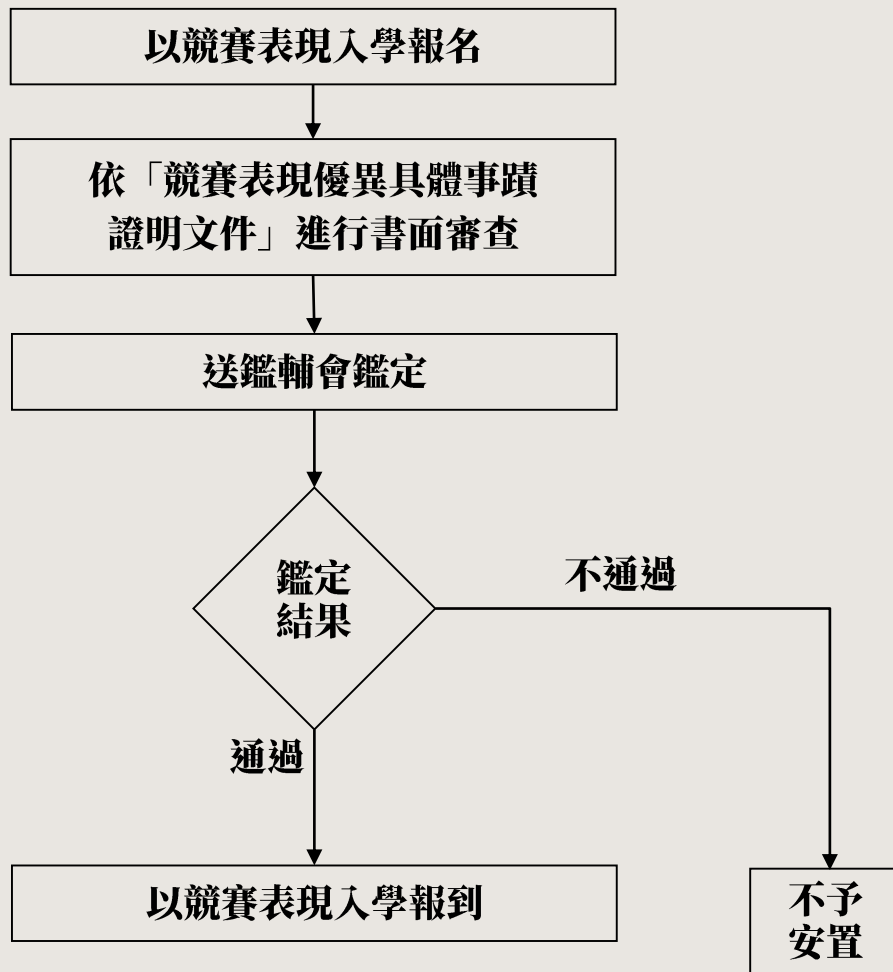 以競賽表現入學報名
依「競賽表現優異具體事蹟
證明文件」進行書面審查
送鑑輔會鑑定
鑑定
結果
不通過
通過
以競賽表現入學報到
不予
安置